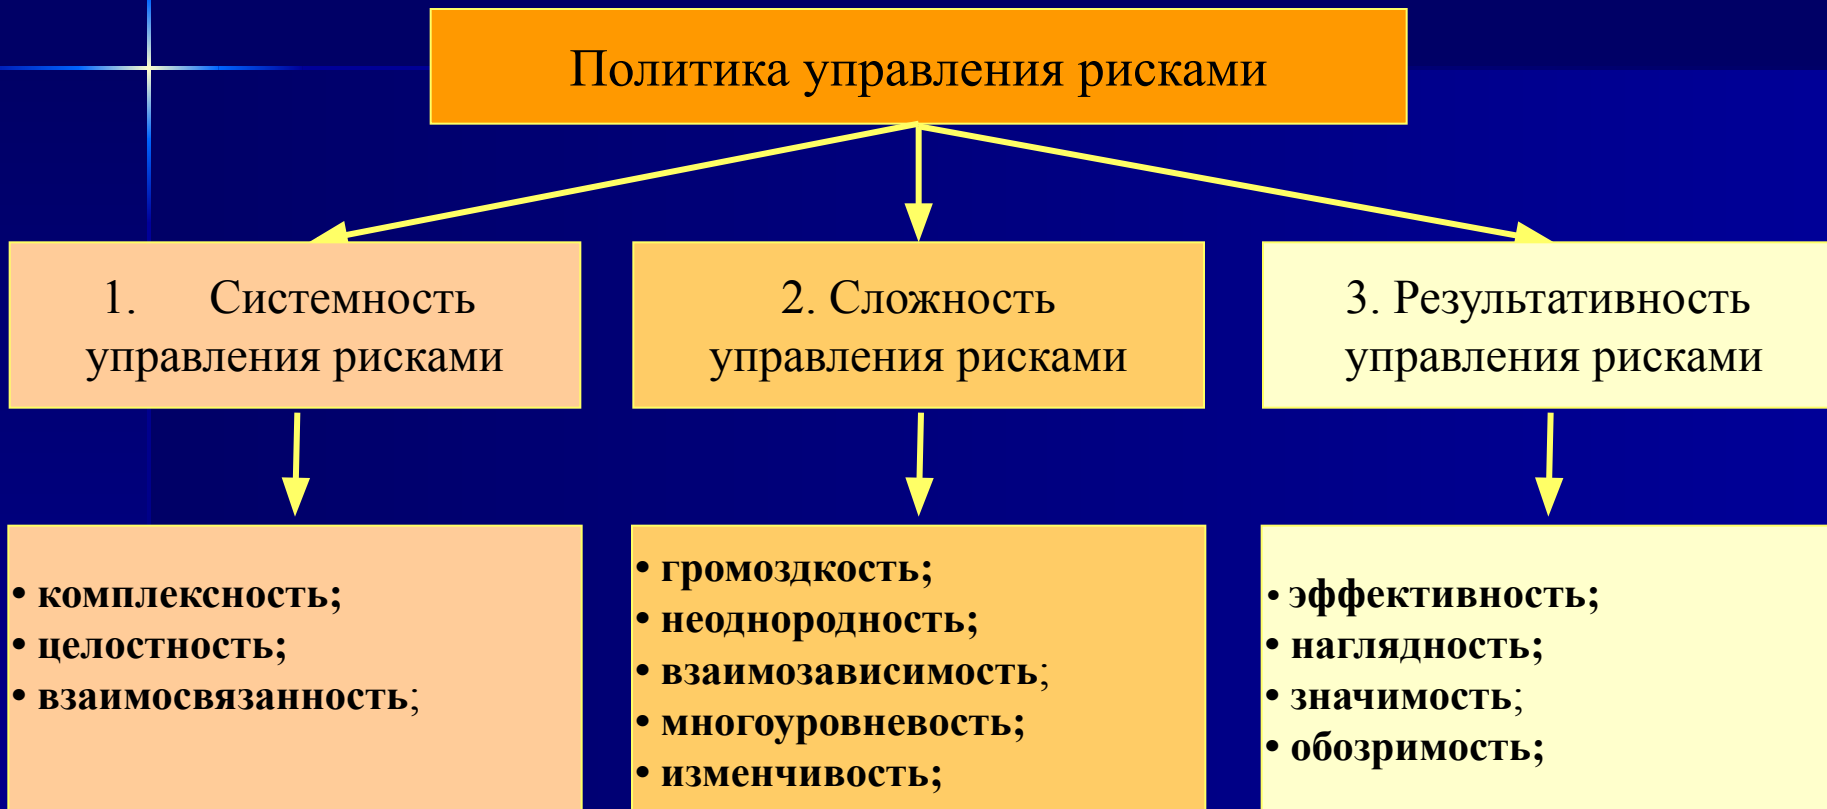 Политика управления рисками
1. Системность
управления рисками
2. Сложность
управления рисками
3. Результативность
управления рисками
• комплексность;
• целостность;
• взаимосвязанность;
• громоздкость;
• неоднородность;
• взаимозависимость;
• многоуровневость;
• изменчивость;
• эффективность;
• наглядность;
• значимость;
• обозримость;